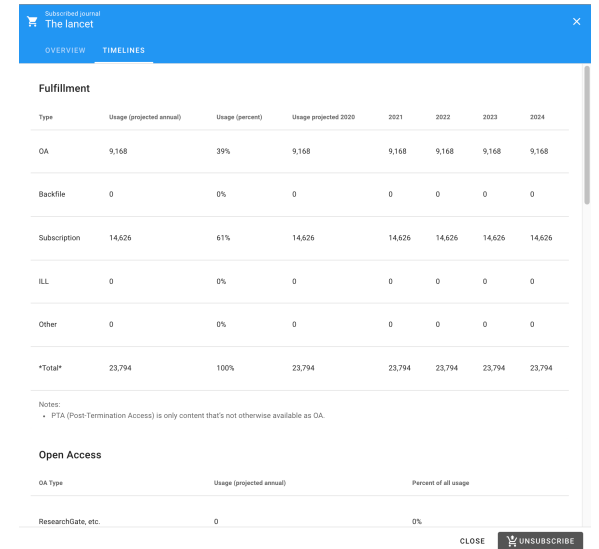 Subscribed journal
The lancet
OVERVIEW TIMELINES
Fulfillment
Type Usage (projected annual) Usage (percent) Usage projected 2020 2021 2022 2023 2024
OA 9,168 39% 9,168 9,168 9,168 9,168 9,168
Backfile 0 0% 0 0 0 0 0
Subscription 14,626 61% 14,626 14,626 14,626 14,626 14,626
ILL 0 0% 0 0 0 0 0
Other 0 0% 0 0 0 0 0
*Total* 23,794 100% 23,794 23,794 23,794 23,794 23,794
Notes:
• PTA (Post-Termination Access) is only content that's not otherwise available as OA.
Open Access
OA Type Usage (projected annual) Percent of all usage
ResearchGate, etc. 0 0%
CLOSE UNSUBSCRIBE